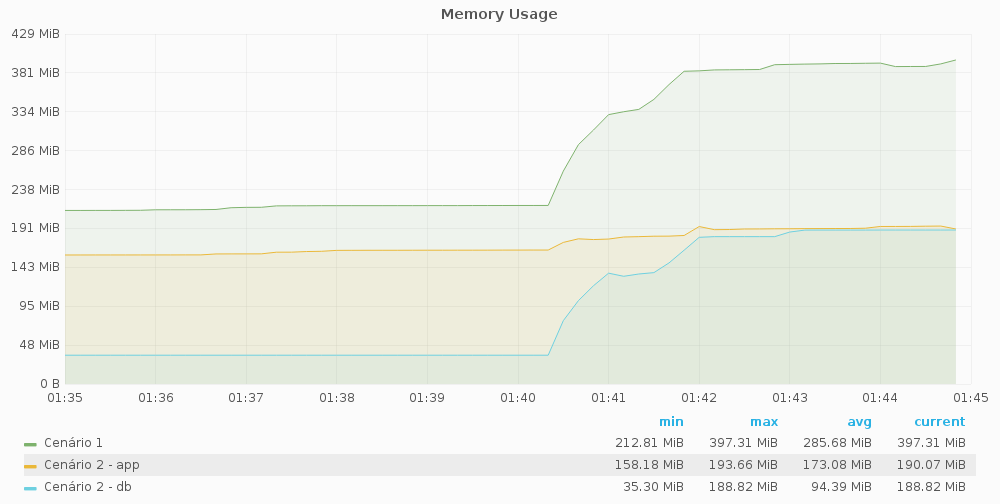 Memory Usage
429 MiB
381 MiB
334 MiB
286 MiB
238 MiB
191 MiB
143 MiB
95 MiB
48 MiB
0 B
01:35 01:36 01:37 01:38 01:39 01:40 01:41 01:42 01:43 01:44 01:45
min max avg current
Cenário 1 212.81 MiB 397.31 MiB 285.68 MiB 397.31 MiB
Cenário 2 - app 158.18 MiB 193.66 MiB 173.08 MiB 190.07 MiB
Cenário 2 - db 35.30 MiB 188.82 MiB 94.39 MiB 188.82 MiB